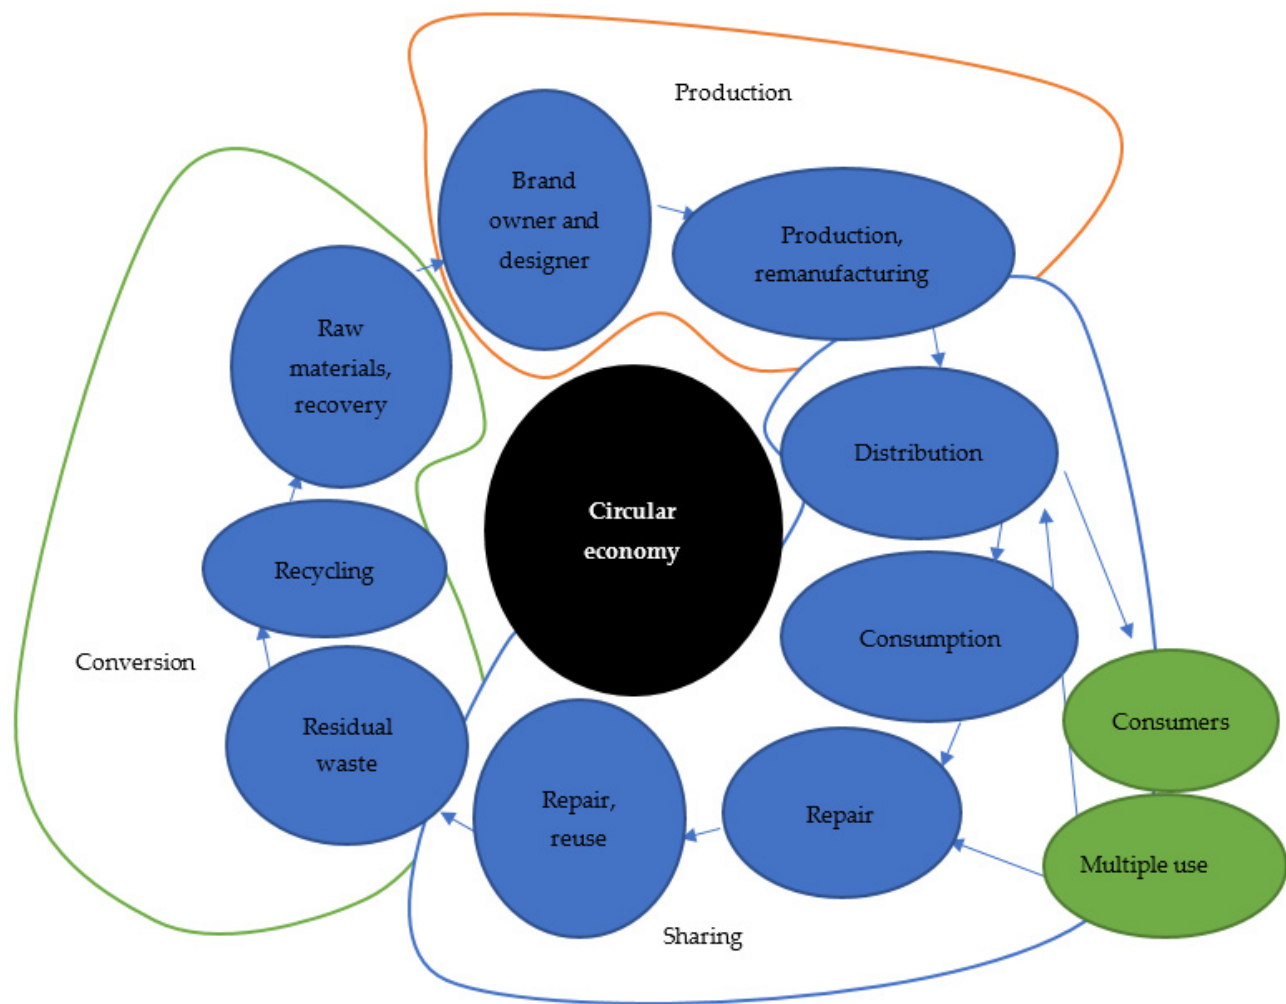 Production
Brand
owner and
designer
Production,
remanufacturing
Raw
materials,
recovery
Distribution
Circular
economy
Recycling
Consumption
Conversion
Residual
waste
Consumers
Repair,
reuse
Repair
Multiple use
Sharing